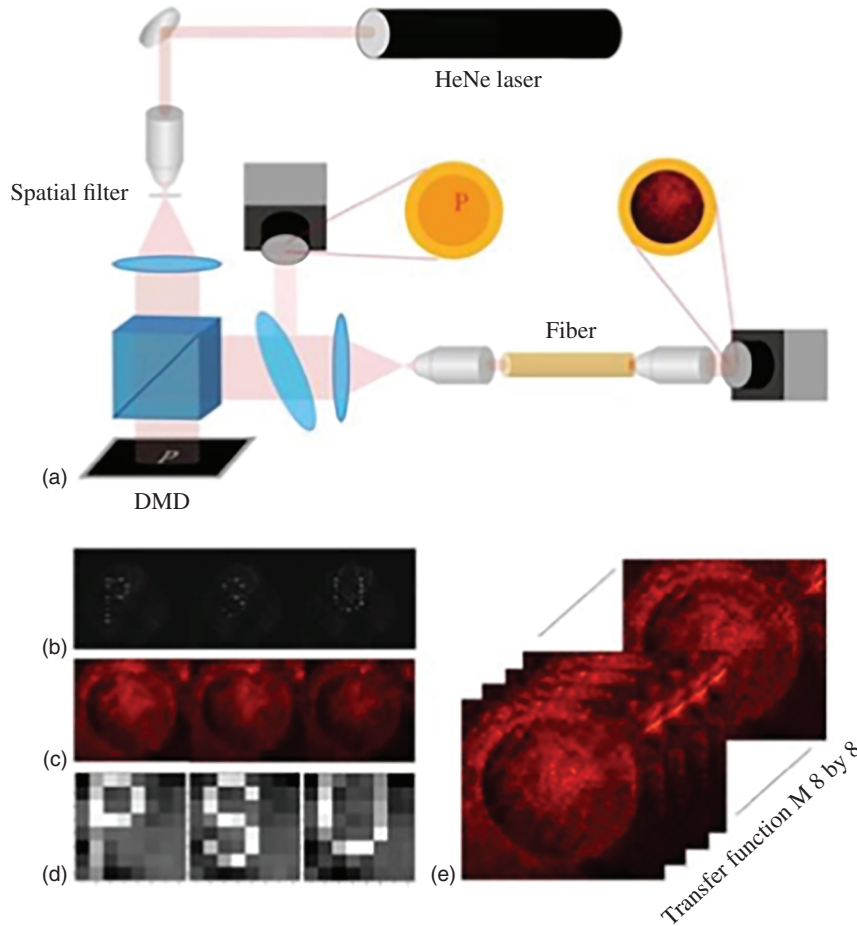 HeNe laser
Spatial filter
P
Fiber
P
(a)
DMD
(b)
P S U
(c)
(d)
P S U
(e)
Transfer function M 8 by 8